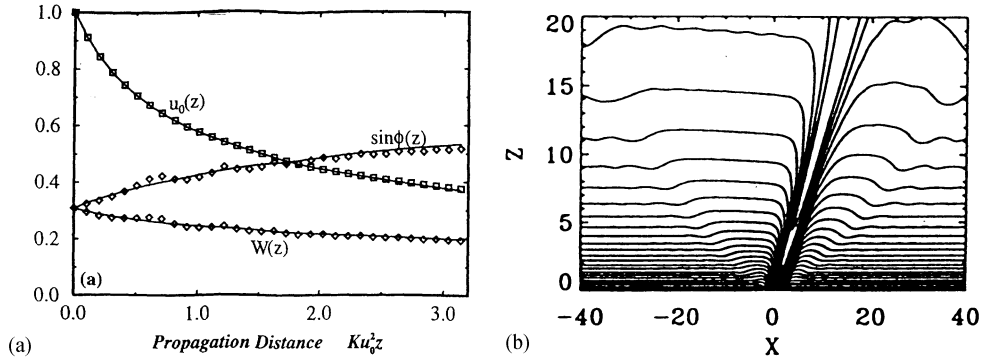 1.0
0.8
0.6
0.4
0.2
0.0
u₀(z)
sinϕ(z)
W(z)
(a)
0.0 1.0 2.0 3.0
(a) Propagation Distance Ku₀²z
20
15
10
5
0
Z
-40 -20 0 20 40
(b) X